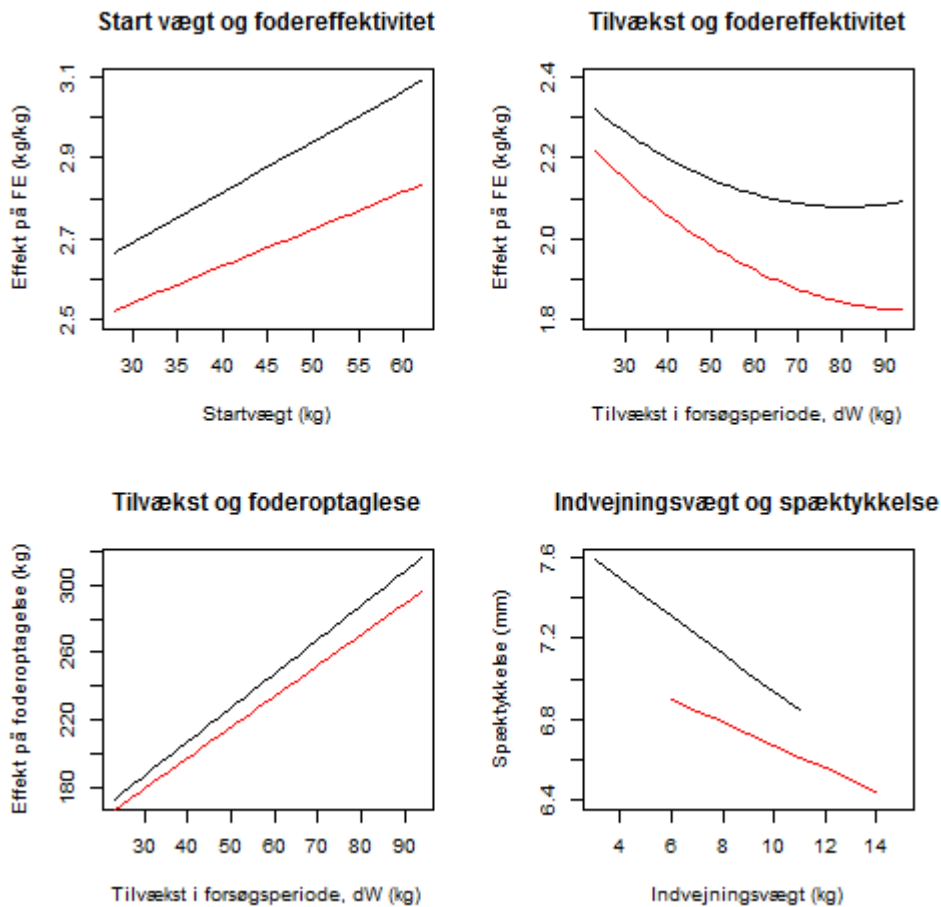 Start vægt og fodereffektivitet
Effekt på FE (kg/kg)
3.1
2.9
2.7
2.5
30 35 40 45 50 55 60
Startvægt (kg)
Tilvækst og fodereffektivitet
Effekt på FE (kg/kg)
2.4
2.2
2.0
1.8
30 40 50 60 70 80 90
Tilvækst i forsøgsperiode, dW (kg)
Tilvækst og foderoptaglese
Effekt på foderoptagelse (kg)
300
260
220
180
30 40 50 60 70 80 90
Tilvækst i forsøgsperiode, dW (kg)
Indvejningsvægt og spæktykkelse
Spæktykkelse (mm)
7.6
7.2
6.8
6.4
4 6 8 10 12 14
Indvejningsvægt (kg)